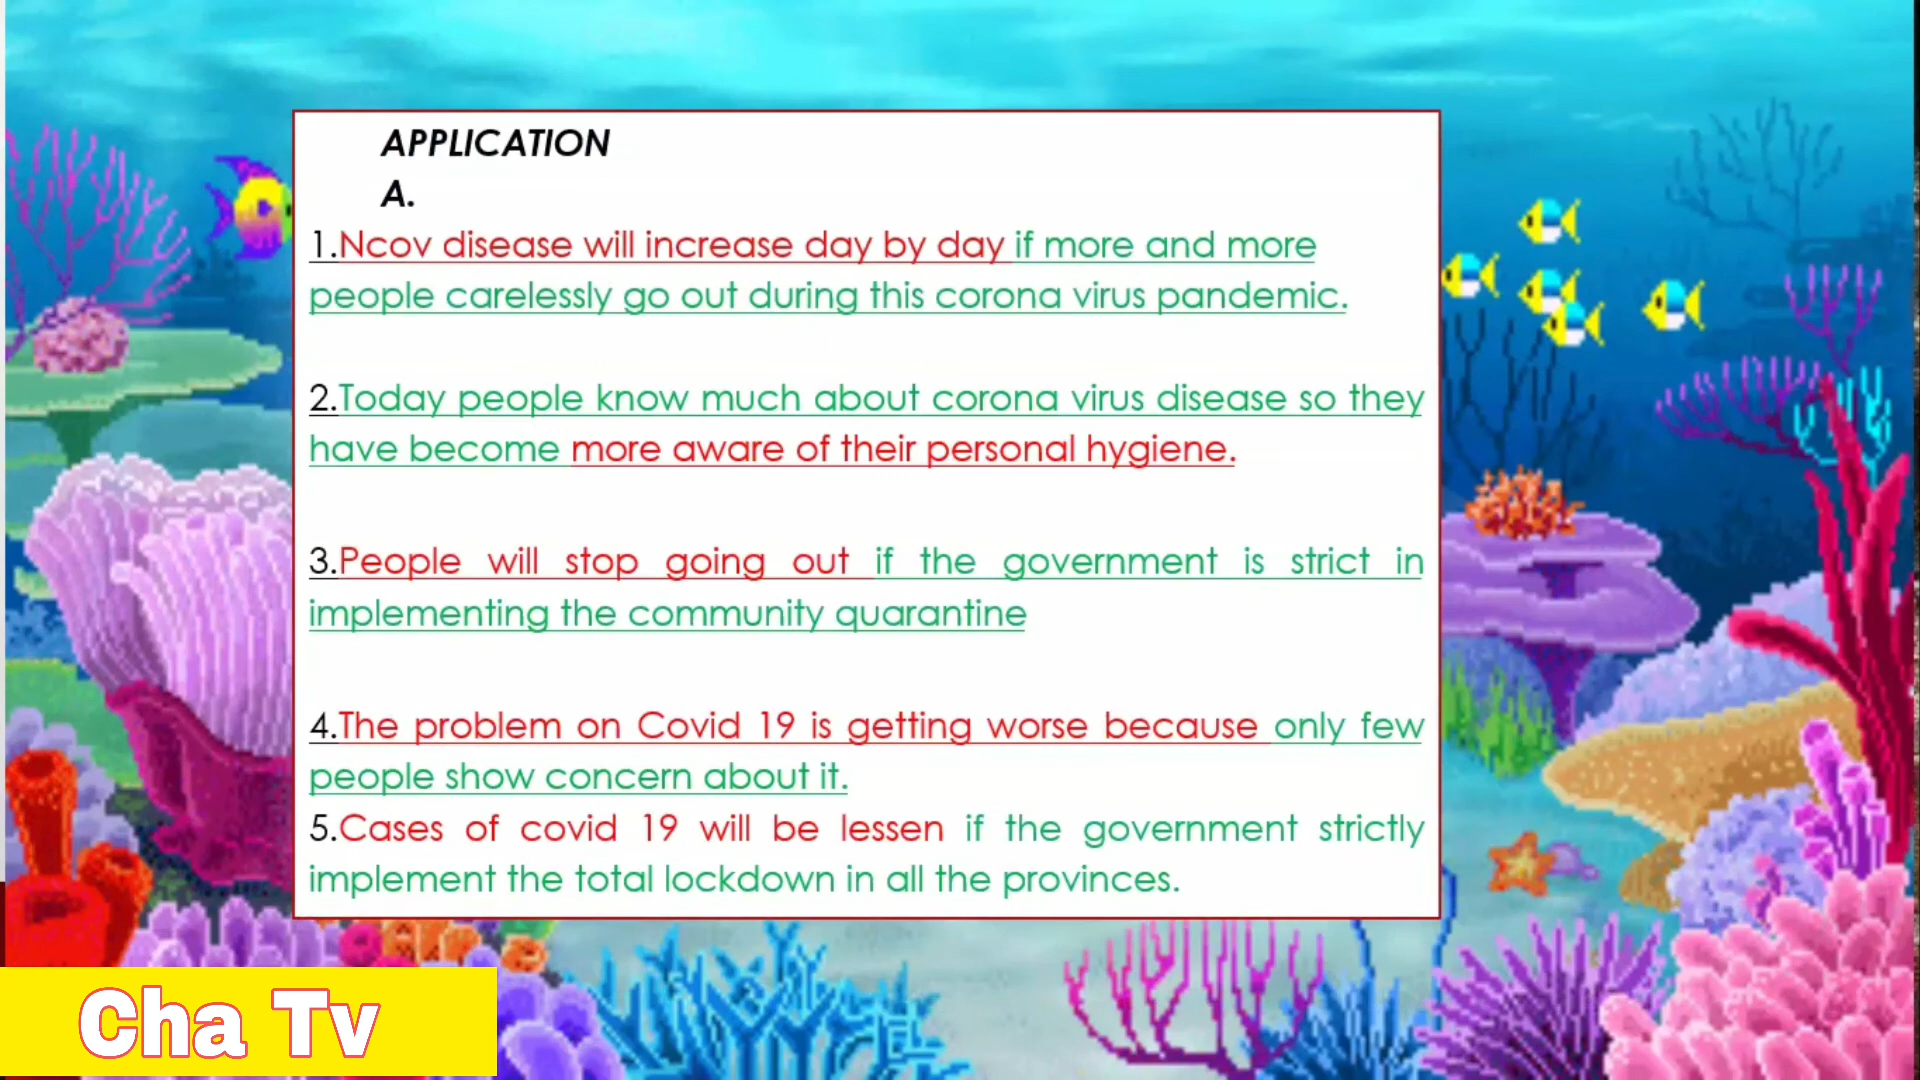 APPLICATION
A.
1.Ncov disease will increase day by day if more and more
people carelessly go out during this corona virus pandemic.
2.Today people know much about corona virus disease so they
have become more aware of their personal hygiene.
3.People will stop going out if the government is strict in
implementing the community quarantine
4.The problem on Covid 19 is getting worse because only few
people show concern about it.
5.Cases of covid 19 will be lessen if the government strictly
implement the total lockdown in all the provinces.
Cha Tv